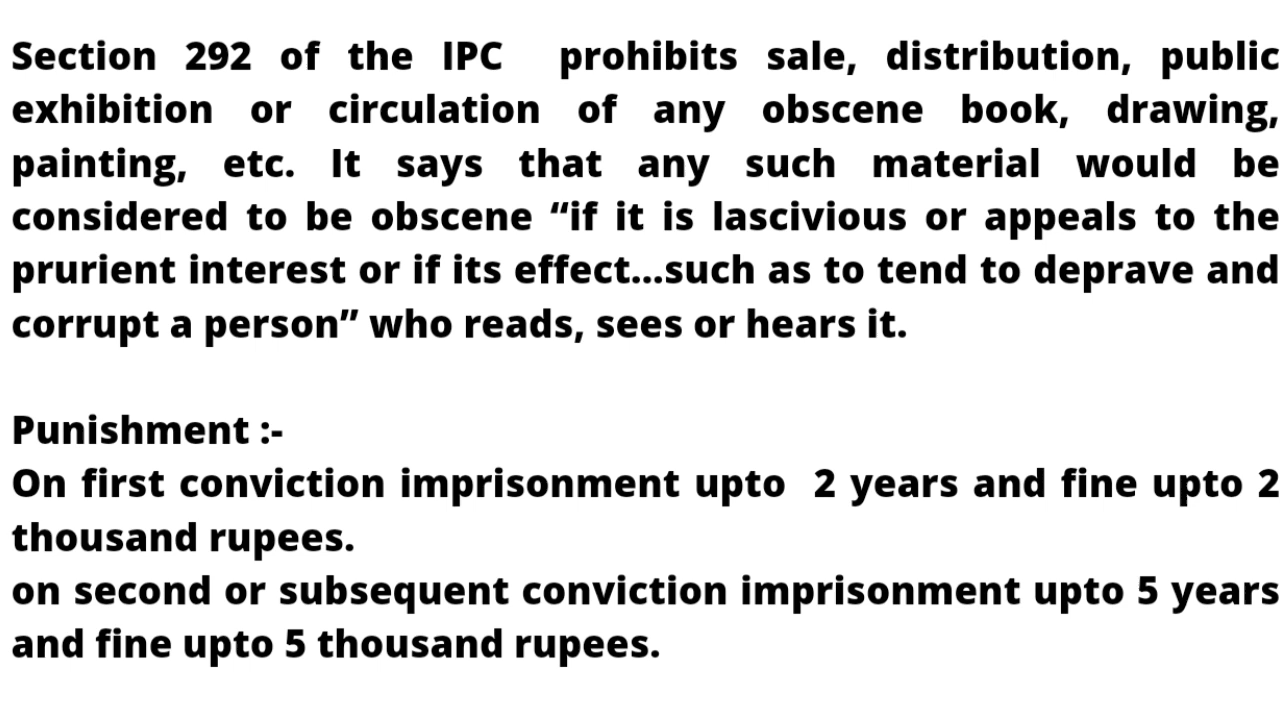 Section 292 of the IPC prohibits sale, distribution, public
exhibition or circulation of any obscene book, drawing,
painting, etc. It says that any such material would be
considered to be obscene “if it is lascivious or appeals to the
prurient interest or if its effect...such as to tend to deprave and
corrupt a person” who reads, sees or hears it.
Punishment :-
On first conviction imprisonment upto 2 years and fine upto 2
thousand rupees.
on second or subsequent conviction imprisonment upto 5 years
and fine upto 5 thousand rupees.